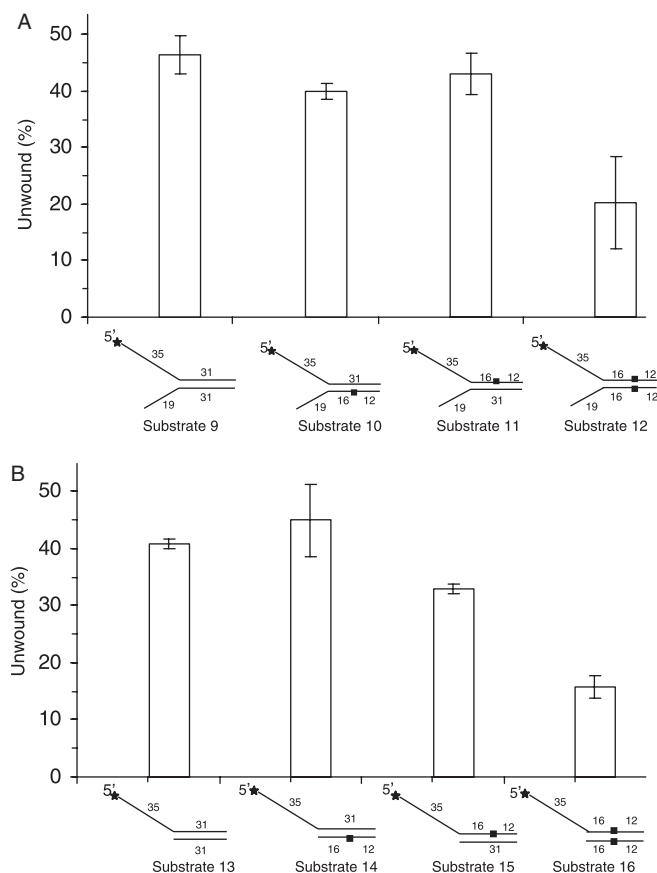 A
Unwound (%)
50
40
30
20
10
0
5’ 35 31 31 19
5’ 35 31 19 16 12
5’ 35 16 12 19 31
5’ 35 16 12 19 16 12
Substrate 9 Substrate 10 Substrate 11 Substrate 12
B
Unwound (%)
50
40
30
20
10
0
5’ 35 31 31
5’ 35 31 16 12
5’ 35 16 12 31
5’ 35 16 12 16 12
Substrate 13 Substrate 14 Substrate 15 Substrate 16